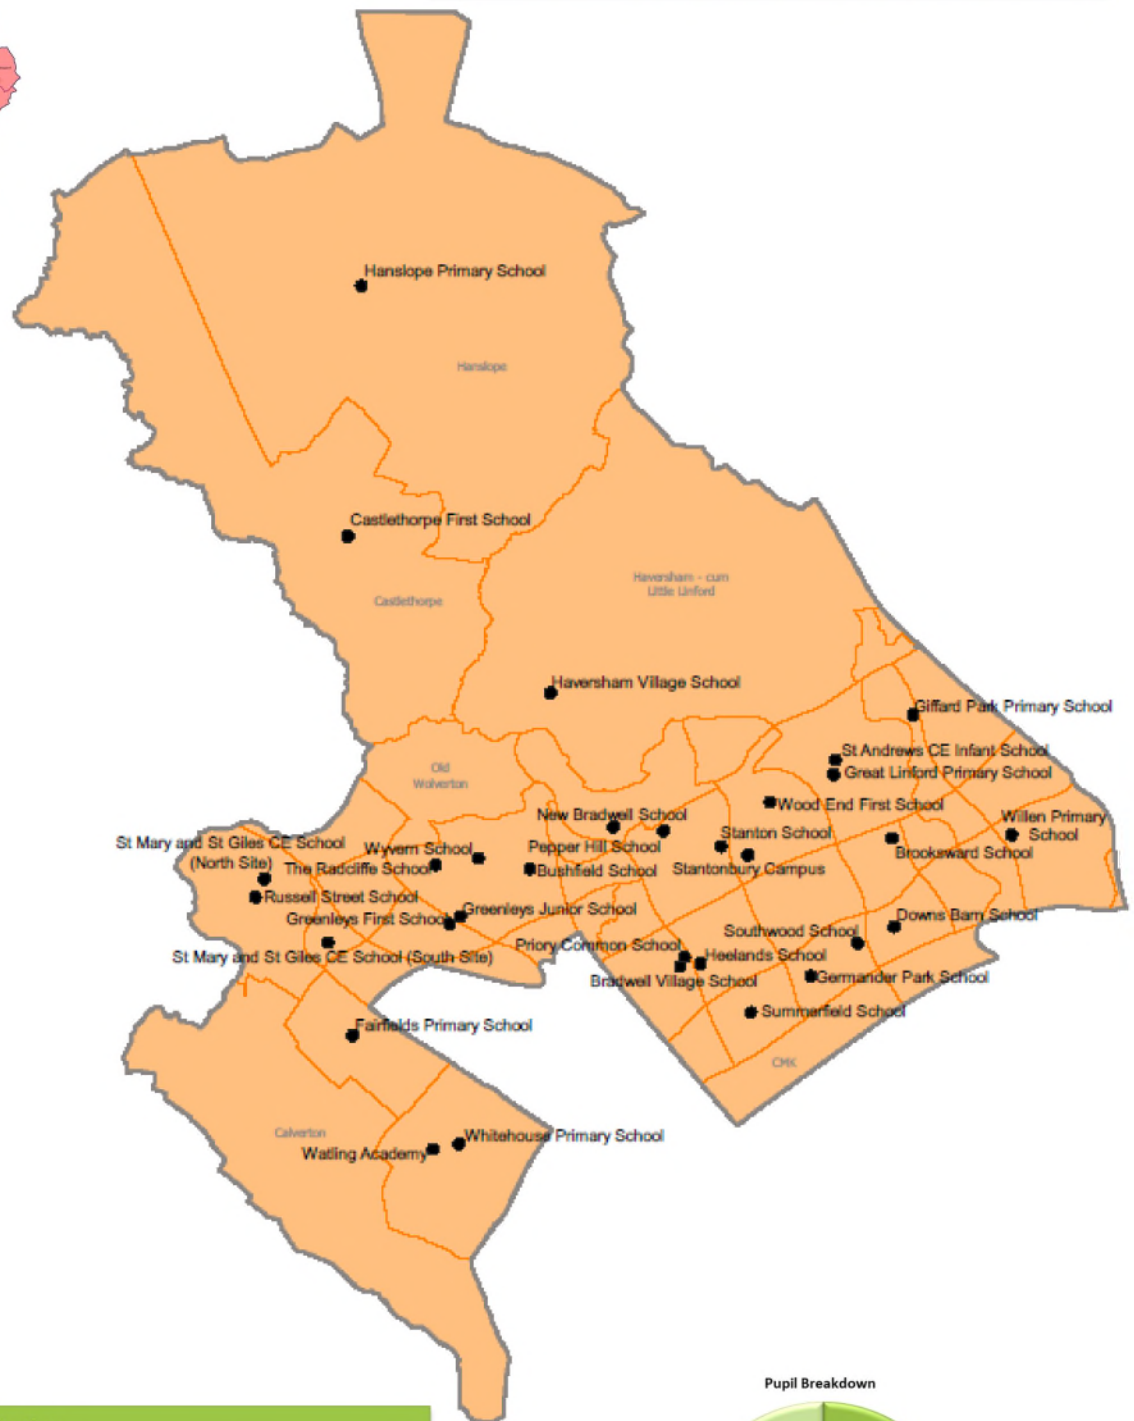 Hanslope Primary School
Hanslope
Castlethorpe First School
Haversham - cum
Little Linford
Castlethorpe
Haversham Village School
Giffard Park Primary School
St Andrews CE Infant School
Old
Wolverton
Great Linford Primary School
Wood End First School
New Bradwell School
Willen Primary
School
Stanton School
St Mary and St Giles CE School
(North Site)
Wyvern School
Pepper Hill School
Brooksward School
The Radcliffe School
Bushfield School
Stantonbury Campus
Russell Street School
Greenleys Junior School
Greenleys First School
Downs Barn School
Southwood School
Priory Common School
Heelands School
St Mary and St Giles CE School (South Site)
Bradwell Village School
Germander Park School
Summerfield School
Fairfields Primary School
CMK
Calverton
Whitehouse Primary School
Watling Academy
Pupil Breakdown